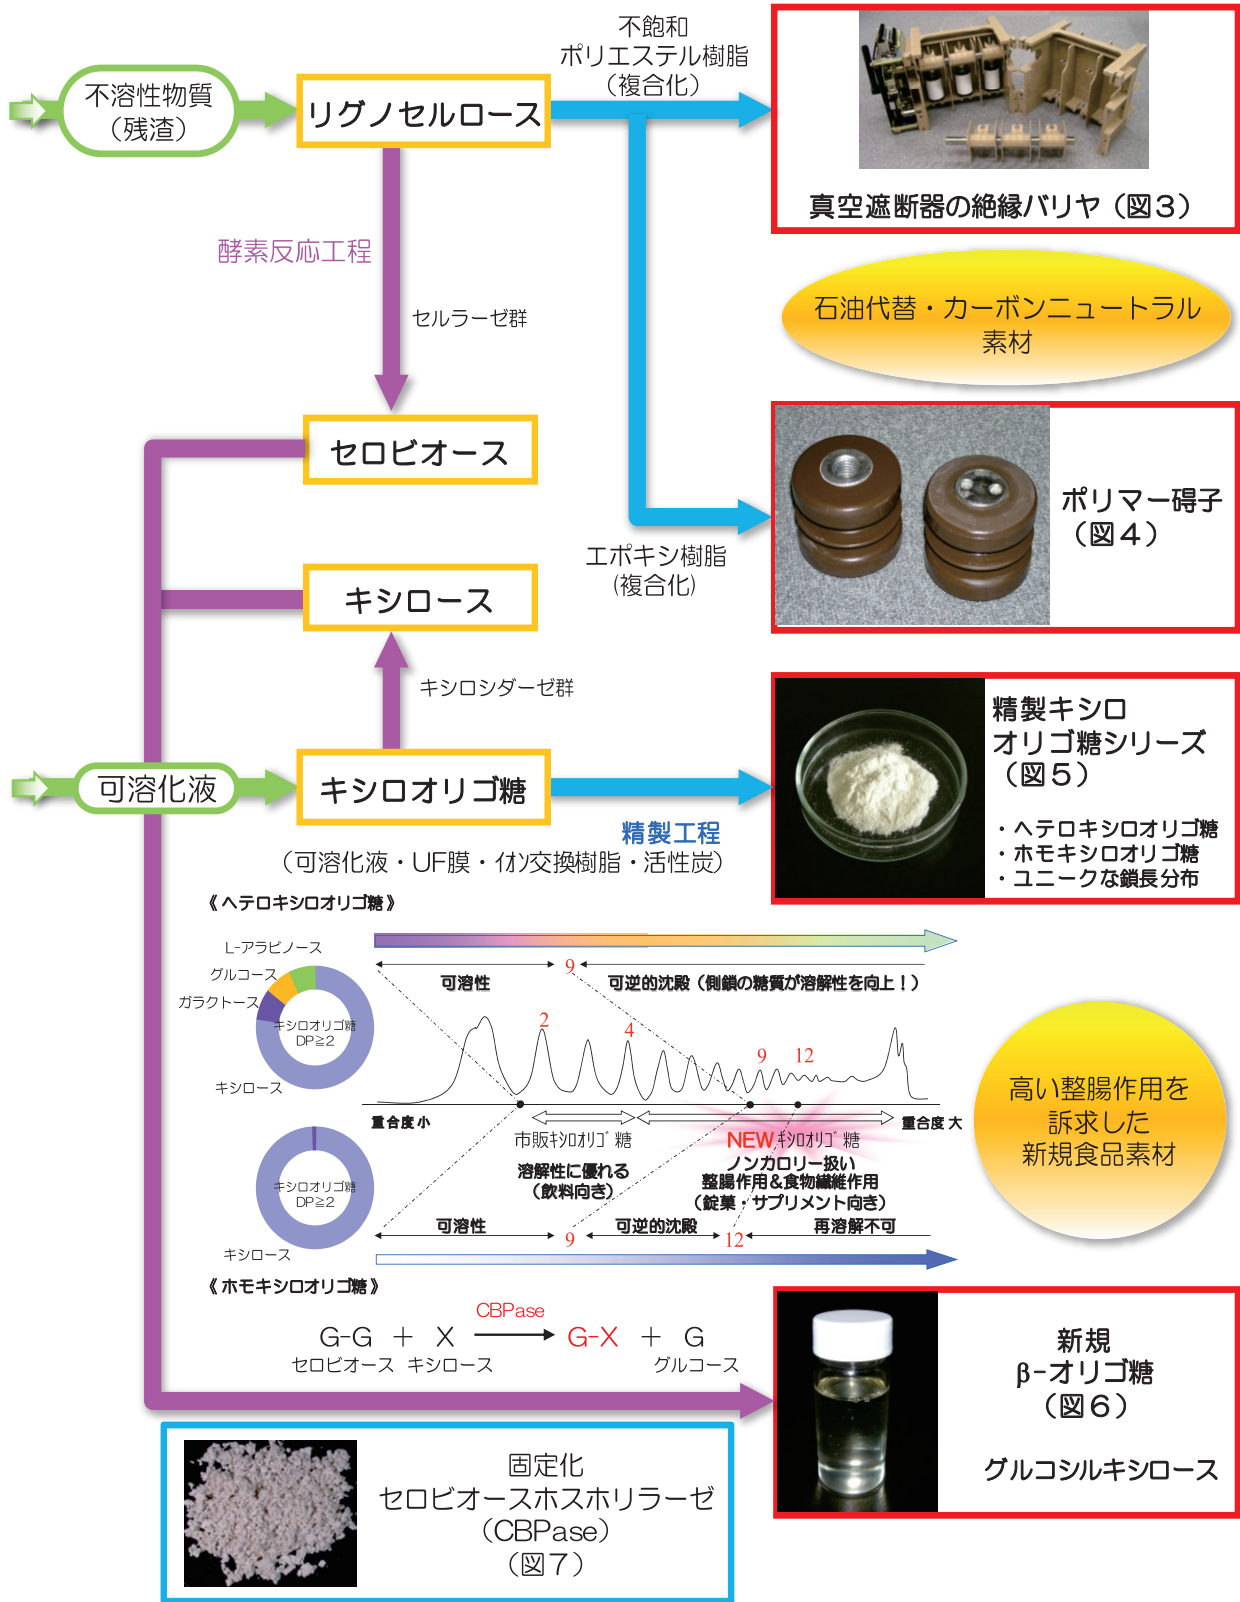 不飽和
ポリエステル樹脂
（複合化）
不溶性物質
（残渣）
リグノセルロース
真空遮断器の絶縁バリヤ（図３）
酵素反応工程
セルラーゼ群
石油代替・カーボンニュートラル
素材
セロビオース
ポリマー碍子
（図４）
エポキシ樹脂
(複合化)
キシロース
キシロシダーゼ群
精製キシロ
オリゴ糖シリーズ
（図５）
・ヘテロキシロオリゴ糖
・ホモキシロオリゴ糖
・ユニークな鎖長分布
可溶化液
キシロオリゴ糖
精製工程
（可溶化液・UF膜・ｲｵﾝ交換樹脂・活性炭）
《ヘテロキシロオリゴ糖》
L-アラビノース
グルコース
ガラクトース
キシロオリゴ糖
DP≧2
キシロース
可溶性
9
可逆的沈殿（側鎖の糖質が溶解性を向上！）
2
4
9
12
重合度 小
重合度 大
市販ｷｼﾛｵﾘｺﾞ糖
NEW ｷｼﾛｵﾘｺﾞ糖
溶解性に優れる
（飲料向き）
ノンカロリー扱い
整腸作用＆食物繊維作用
（錠菓・サプリメント向き）
高い整腸作用を
訴求した
新規食品素材
キシロオリゴ糖
DP≧2
キシロース
可溶性
9
可逆的沈殿
12
再溶解不可
《ホモキシロオリゴ糖》
CBPase
G-G + X G-X + G
セロビオース キシロース グルコース
新規
β-オリゴ糖
（図６）
グルコシルキシロース
固定化
セロビオースホスホリラーゼ
（CBPase）
（図７）